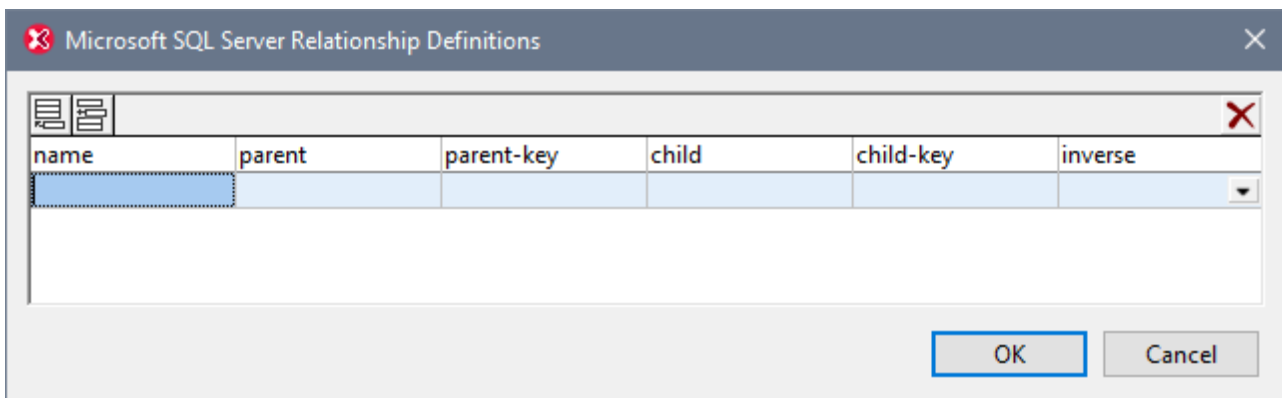 Microsoft SQL Server Relationship Definitions
name parent parent-key child child-key inverse
OK Cancel